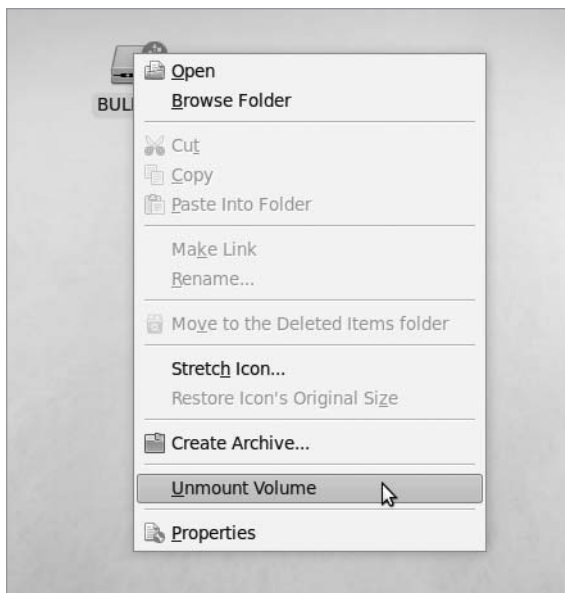 Open
Browse Folder
Cut
Copy
Paste Into Folder
Make Link
Rename...
Move to the Deleted Items folder
Stretch Icon...
Restore Icon's Original Size
Create Archive...
Unmount Volume
Properties